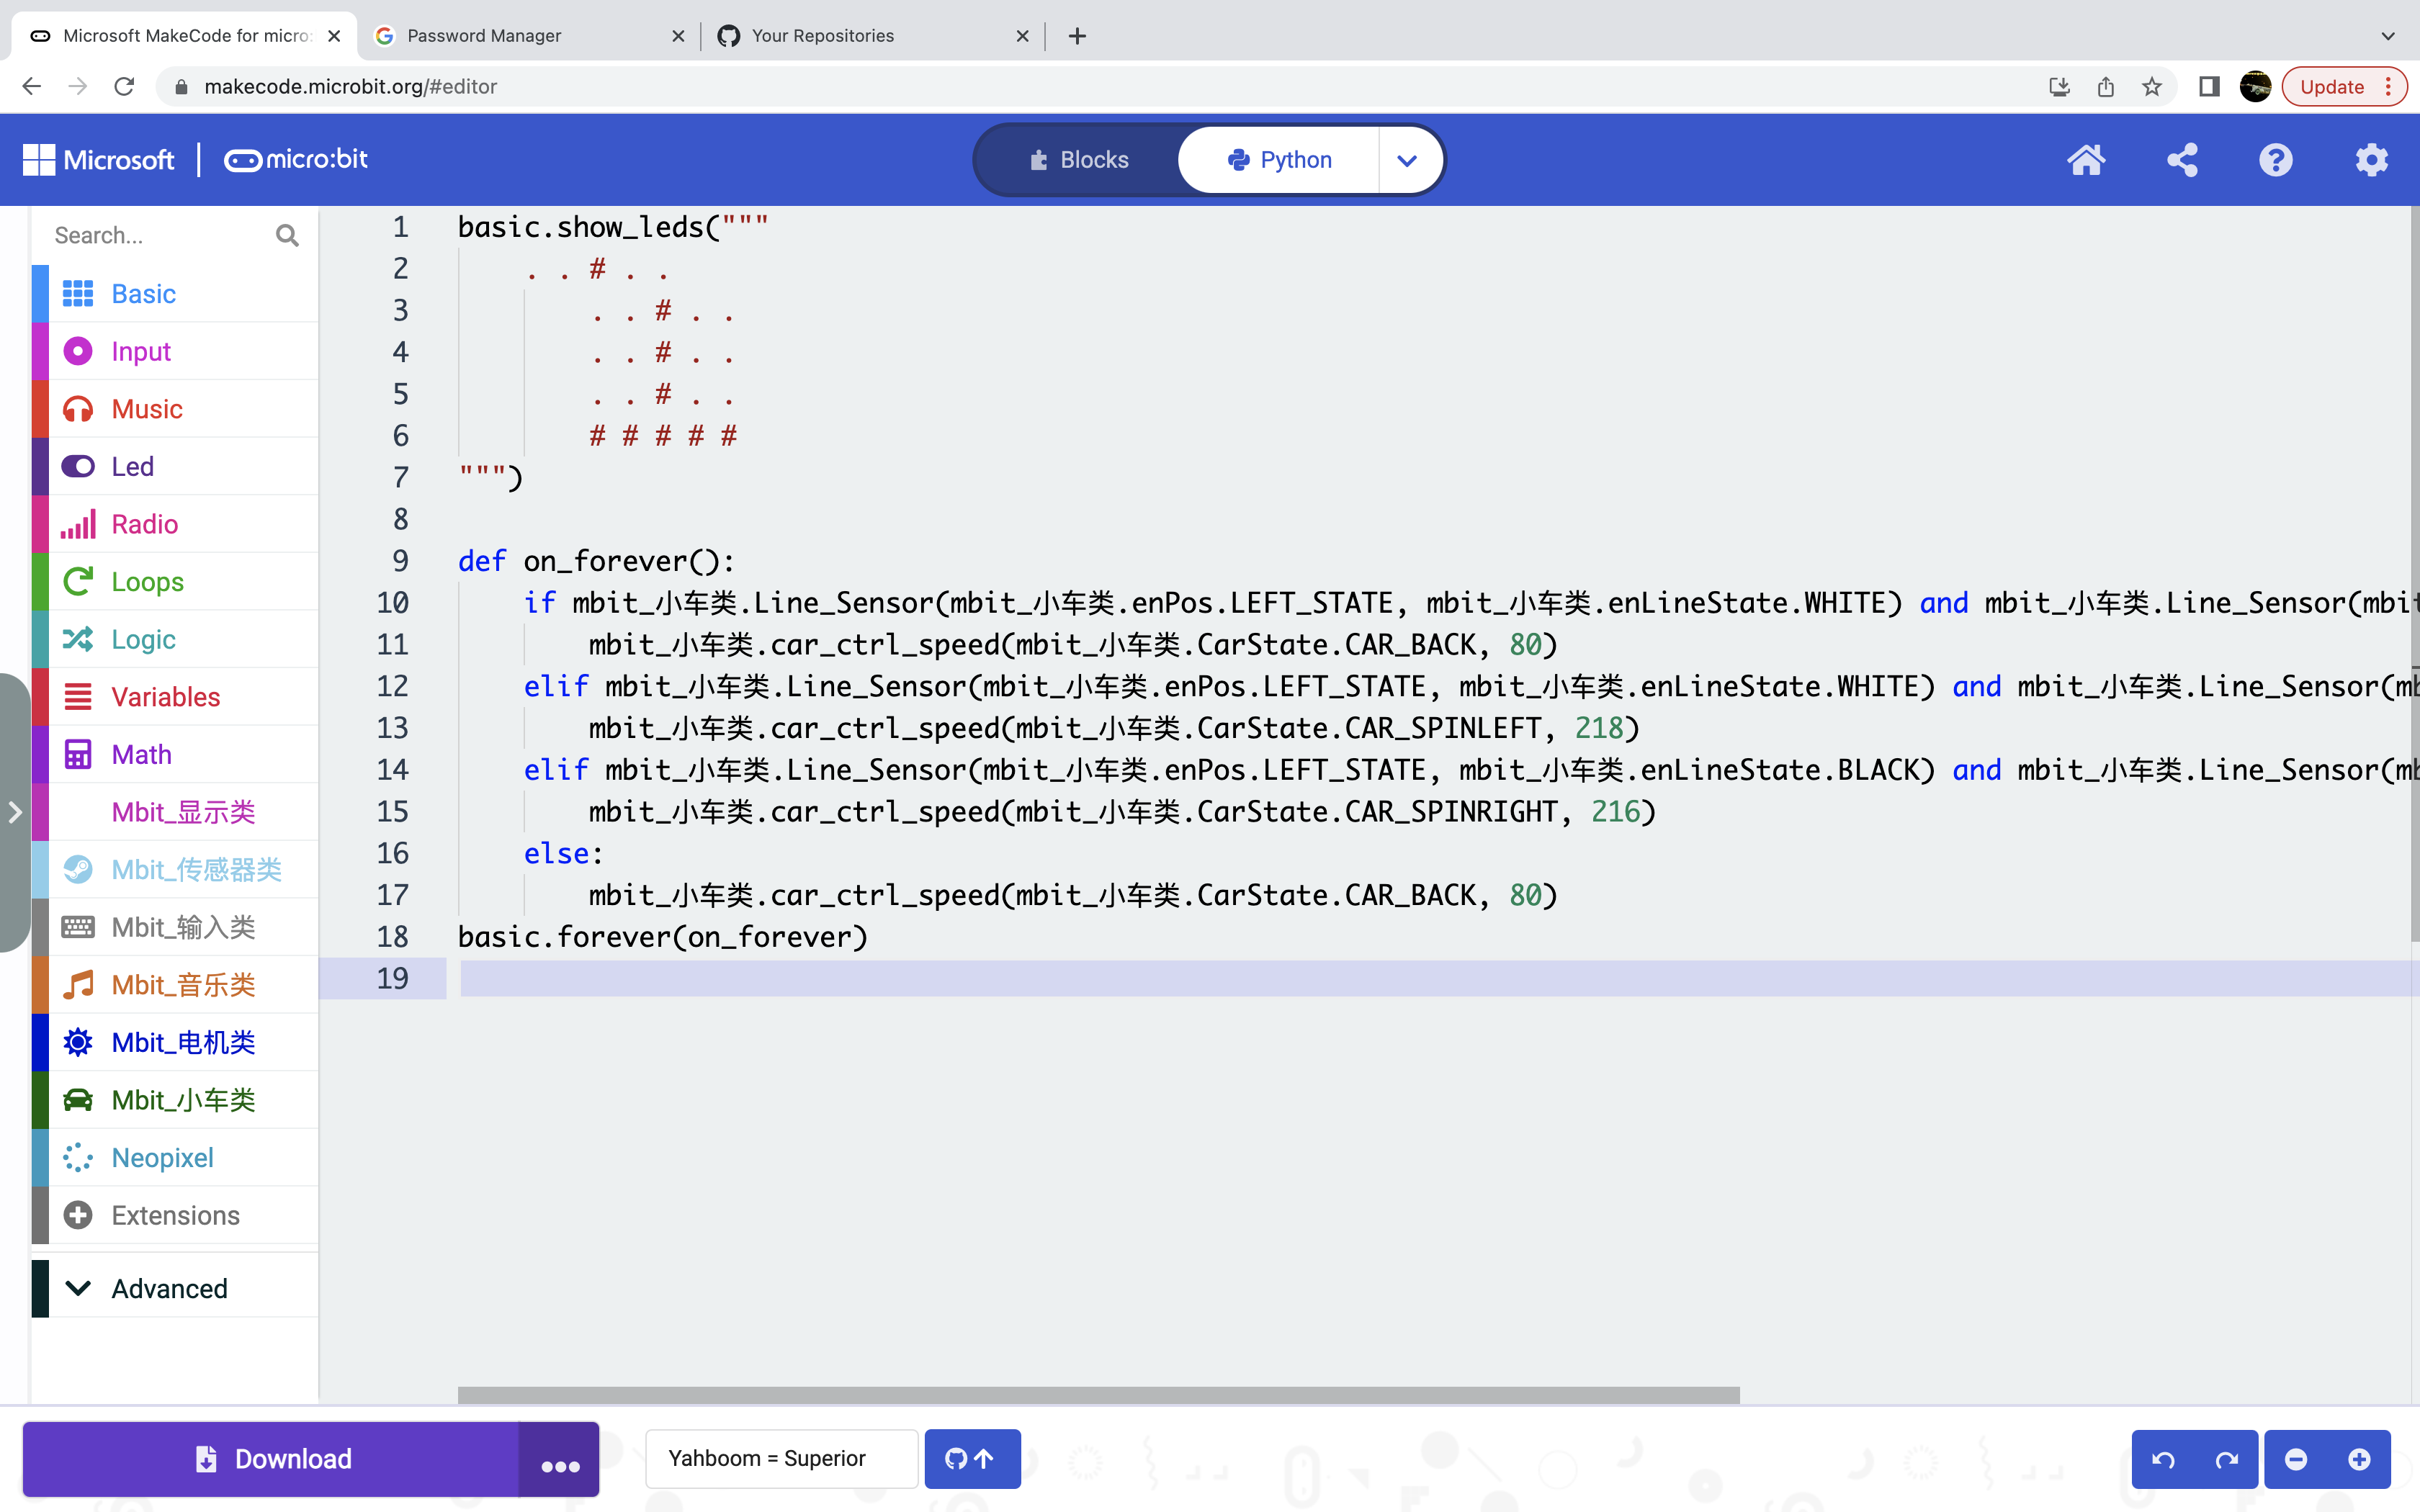 Microsoft MakeCode for micro:
Password Manager
Your Repositories
makecode.microbit.org/#editor
Update
Microsoft
micro:bit
Blocks
Python
Search...
Basic
Input
Music
Led
Radio
Loops
Logic
Variables
Math
Mbit_显示类
Mbit_传感器类
Mbit_输入类
Mbit_音乐类
Mbit_电机类
Mbit_小车类
Neopixel
Extensions
Advanced
1 basic.show_leds("""
2 . . # . .
3 . . # . .
4 . . # . .
5 . . # . .
6 # # # # #
7 """)
8
9 def on_forever():
10 if mbit_小车类.Line_Sensor(mbit_小车类.enPos.LEFT_STATE, mbit_小车类.enLineState.WHITE) and mbit_小车类.Line_Sensor(mbit
11 mbit_小车类.car_ctrl_speed(mbit_小车类.CarState.CAR_BACK, 80)
12 elif mbit_小车类.Line_Sensor(mbit_小车类.enPos.LEFT_STATE, mbit_小车类.enLineState.WHITE) and mbit_小车类.Line_Sensor(mb
13 mbit_小车类.car_ctrl_speed(mbit_小车类.CarState.CAR_SPINLEFT, 218)
14 elif mbit_小车类.Line_Sensor(mbit_小车类.enPos.LEFT_STATE, mbit_小车类.enLineState.BLACK) and mbit_小车类.Line_Sensor(mb
15 mbit_小车类.car_ctrl_speed(mbit_小车类.CarState.CAR_SPINRIGHT, 216)
16 else:
17 mbit_小车类.car_ctrl_speed(mbit_小车类.CarState.CAR_BACK, 80)
18 basic.forever(on_forever)
19
Download
Yahboom = Superior